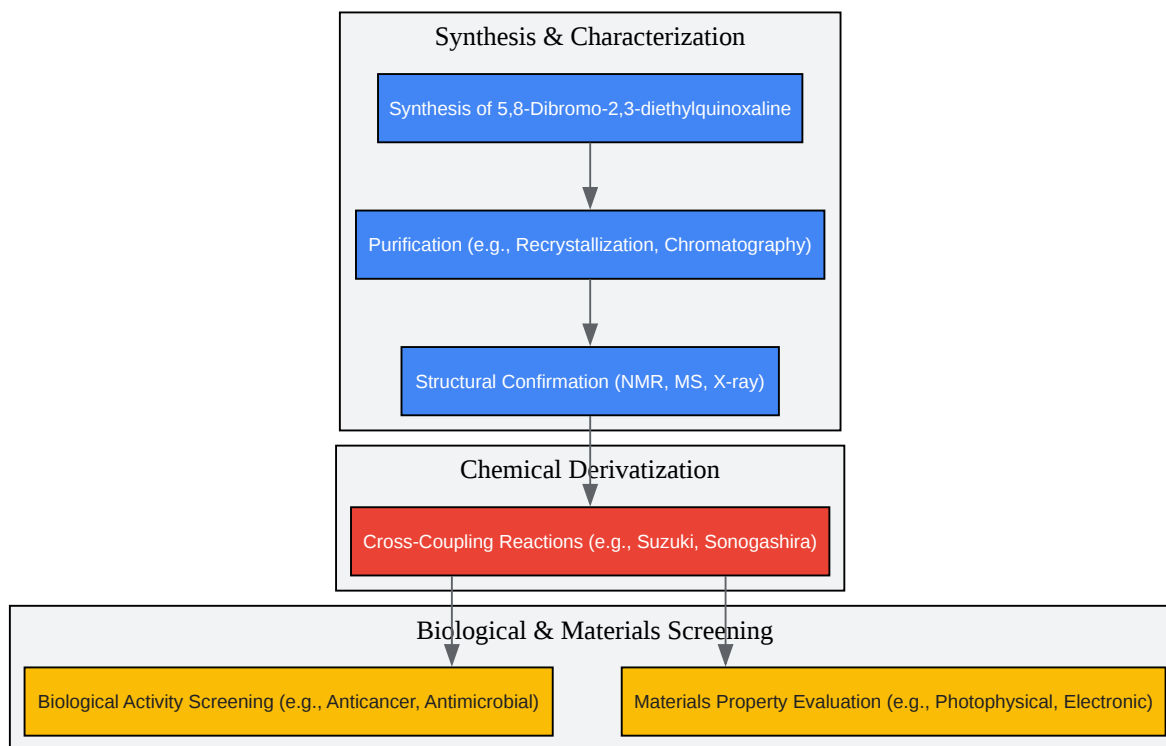 Synthesis & Characterization
Synthesis of 5,8-Dibromo-2,3-diethylquinoxaline
Purification (e.g., Recrystallization, Chromatography)
Structural Confirmation (NMR, MS, X-ray)
Chemical Derivatization
Cross-Coupling Reactions (e.g., Suzuki, Sonogashira)
Biological & Materials Screening
Biological Activity Screening (e.g., Anticancer, Antimicrobial)
Materials Property Evaluation (e.g., Photophysical, Electronic)